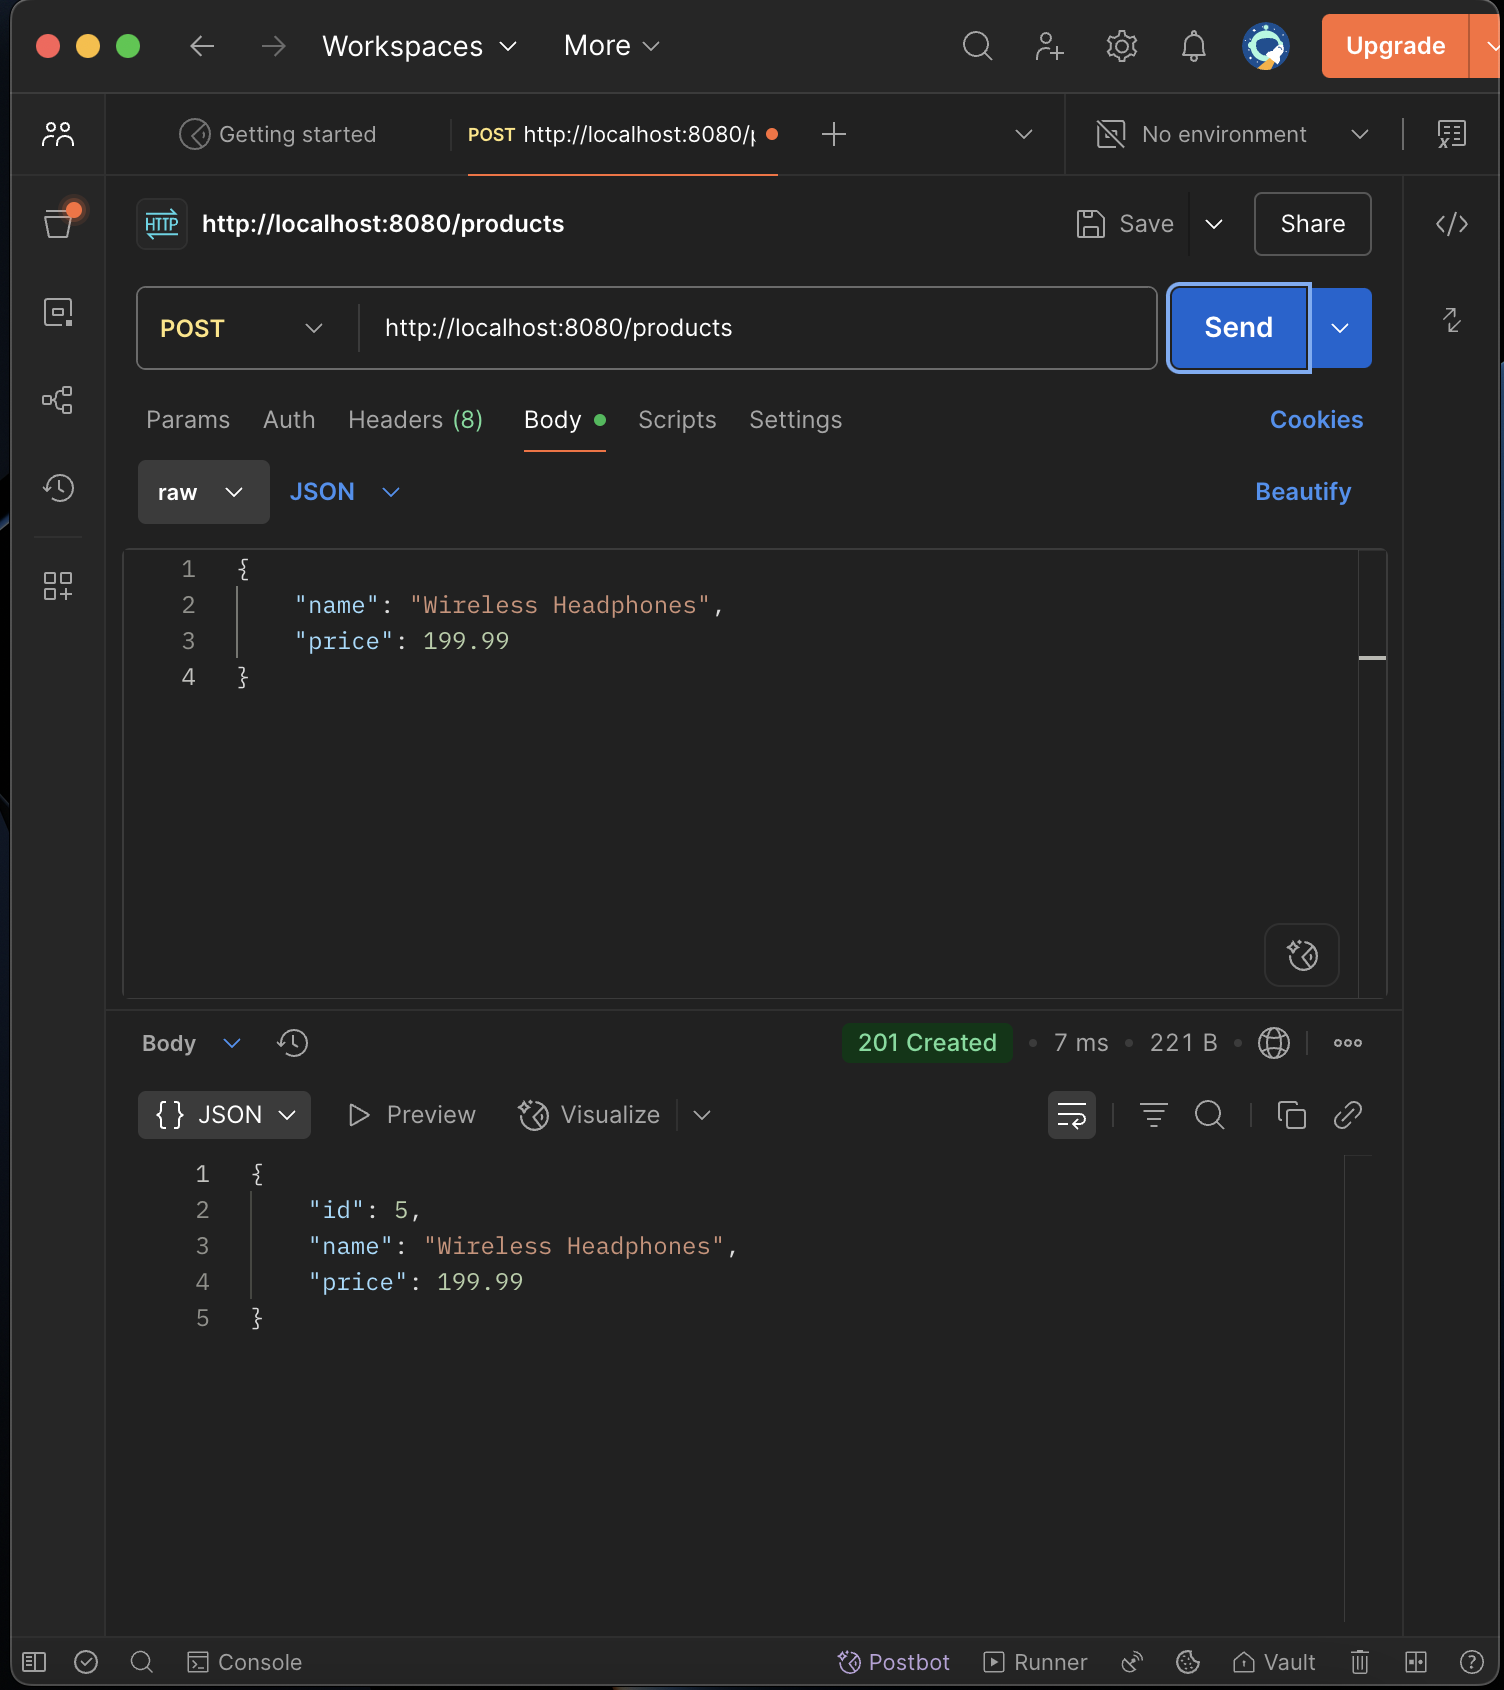 Workspaces More Upgrade
Getting started POST http://localhost:8080/p No environment
HTTP http://localhost:8080/products Save Share
POST http://localhost:8080/products Send
Params Auth Headers (8) Body Scripts Settings Cookies
raw JSON Beautify
1 {
2 "name": "Wireless Headphones",
3 "price": 199.99
4 }
Body 201 Created • 7 ms • 221 B •
{ } JSON Preview Visualize
1 {
2 "id": 5,
3 "name": "Wireless Headphones",
4 "price": 199.99
5 }
Console Postbot Runner Vault